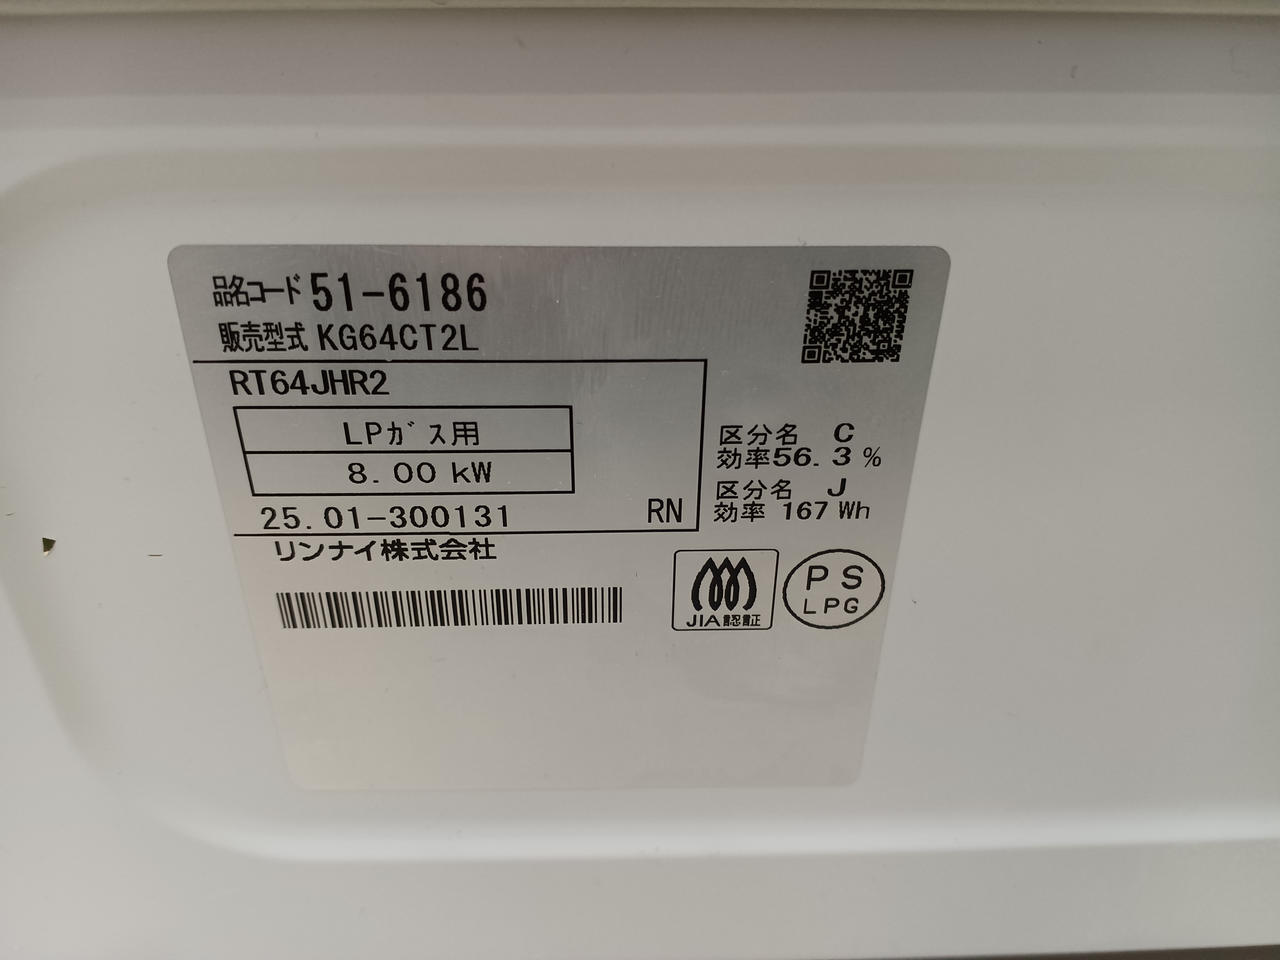 品名コード 51-6186
販売型式 KG64CT2L
RT64JHR2
LPガス用
8.00 kW
25.01-300131 RN
リンナイ株式会社
区分名 C
効率 56.3 %
区分名 J
効率 167 Wh
JIA認証
PS
LPG